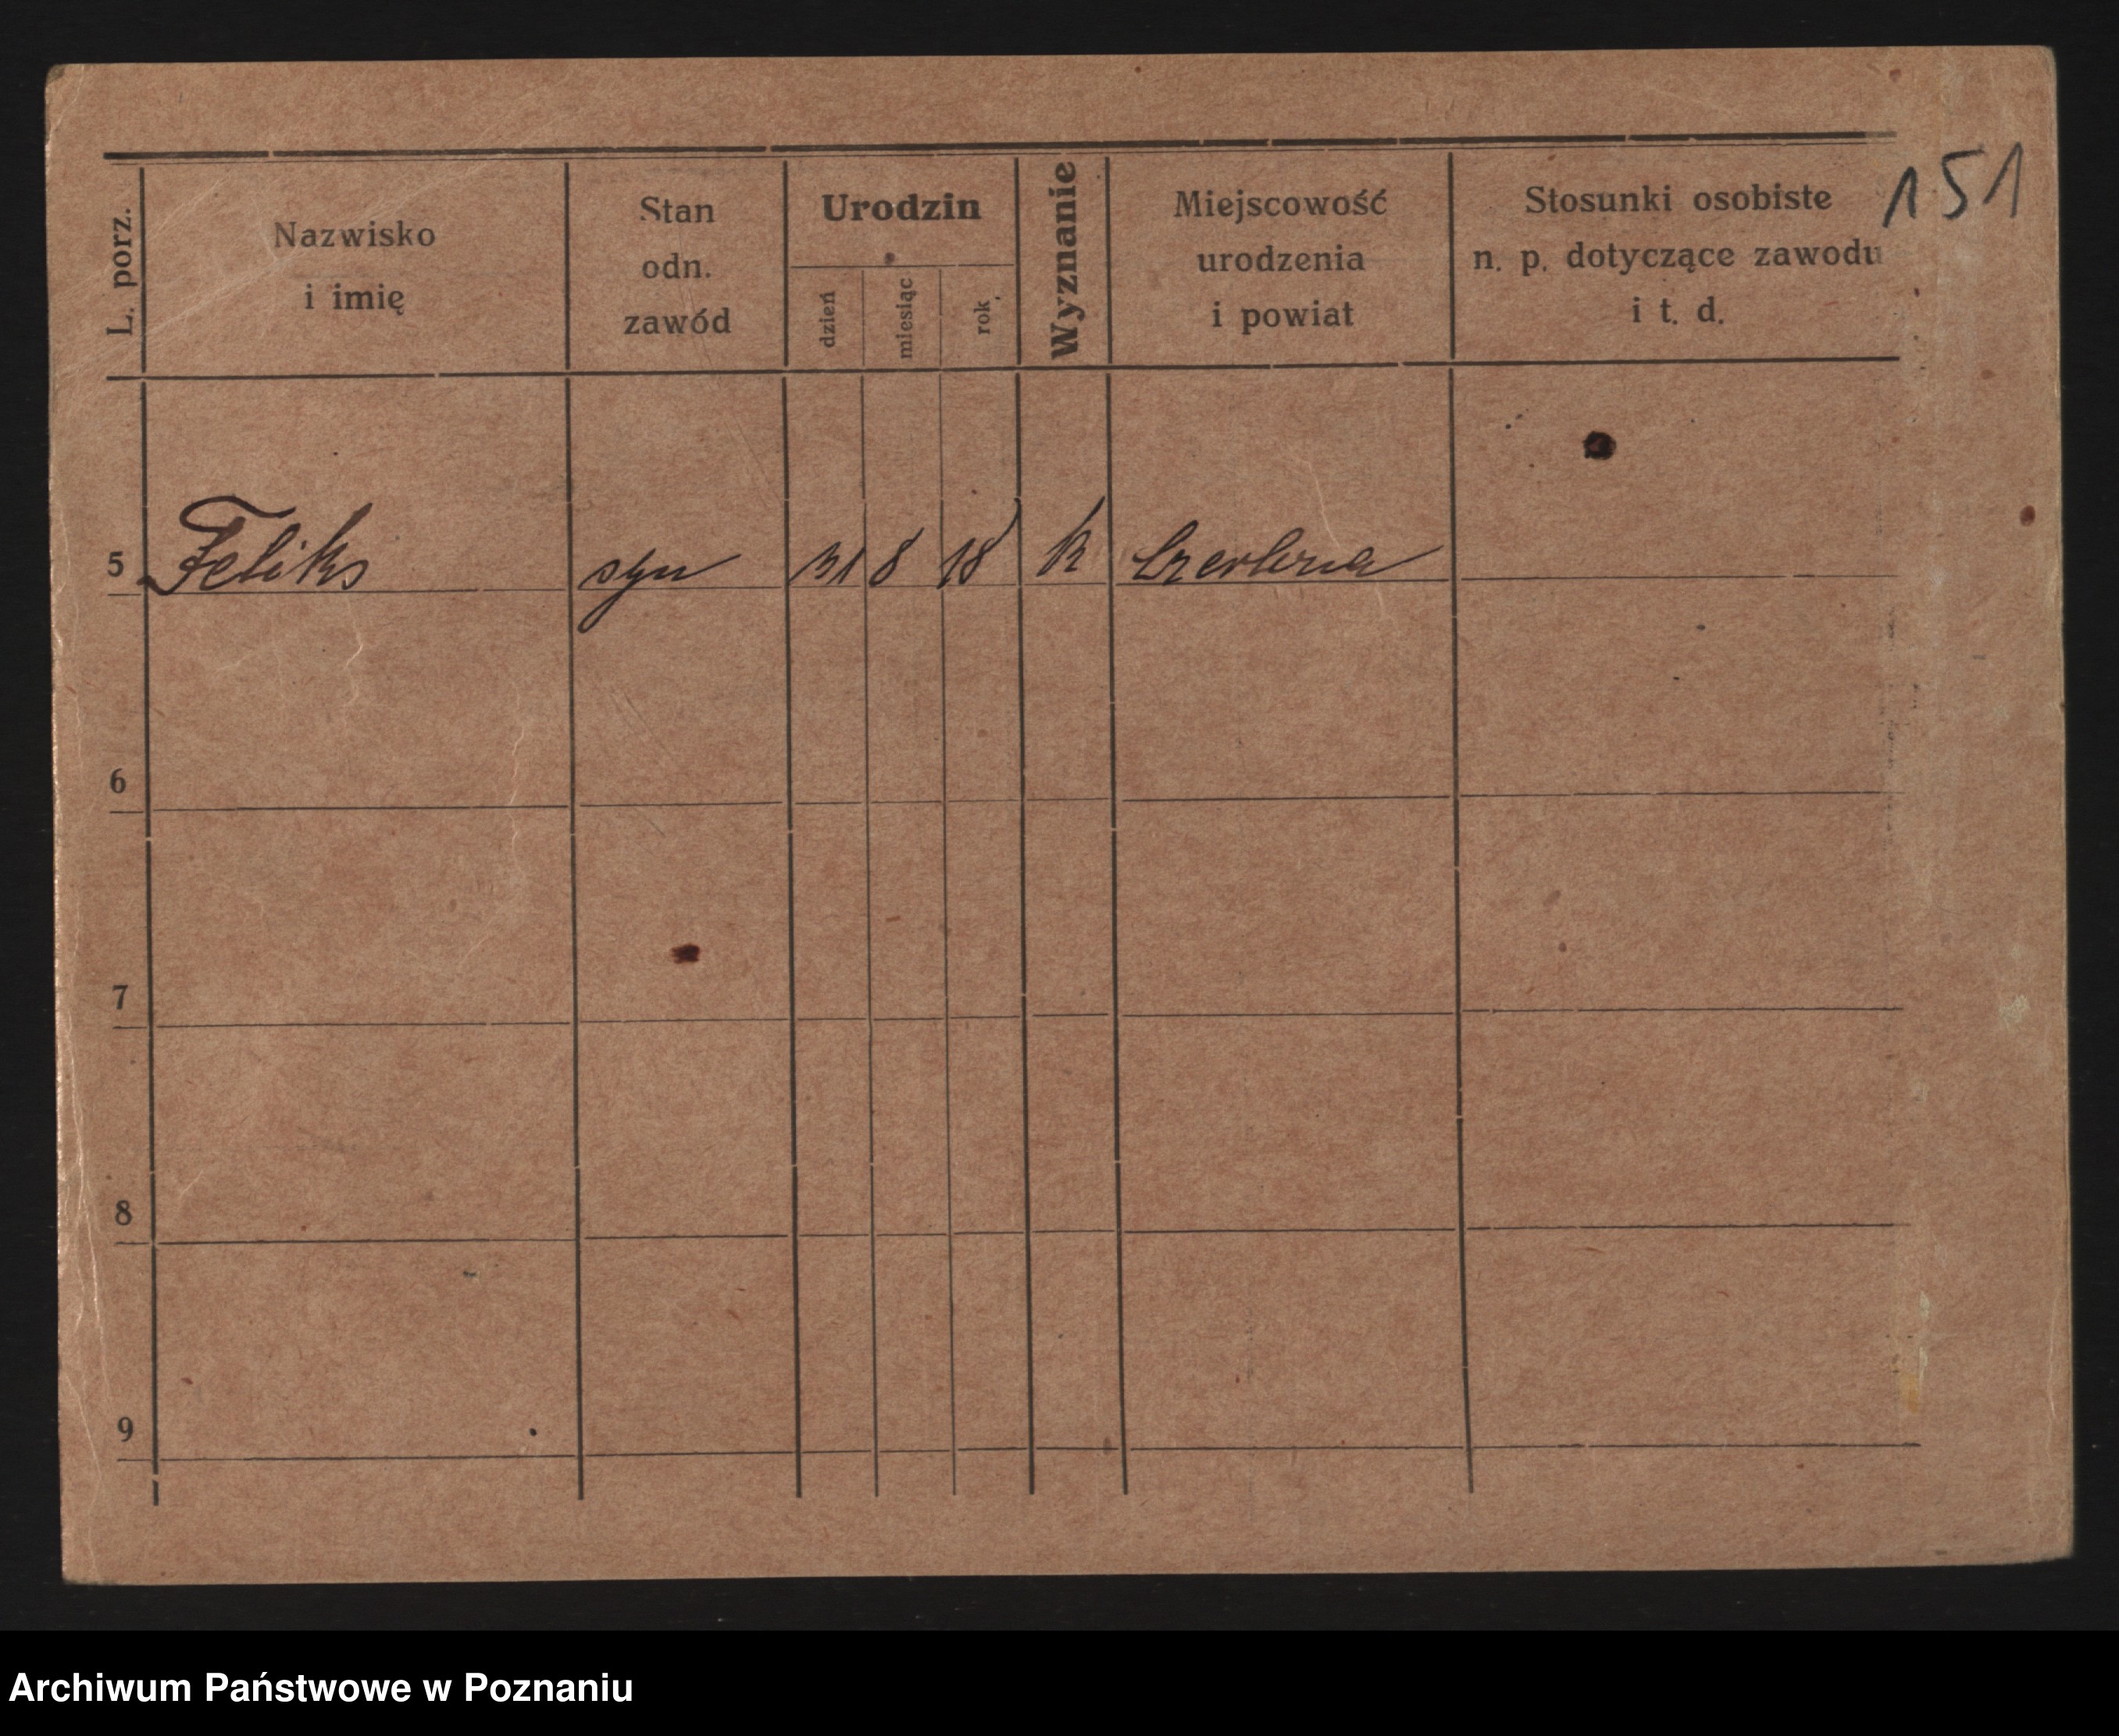 151
L. porz.
Nazwisko
i imię
Stan
odn.
zawód
Urodzin
dzień
miesiąc
rok
Wyznanie
Miejscowość
urodzenia
i powiat
Stosunki osobiste
n. p. dotyczące zawodu
i t. d.
5 Feliks syn 31 8 18 k
6
7
8
9
Archiwum Państwowe w Poznaniu